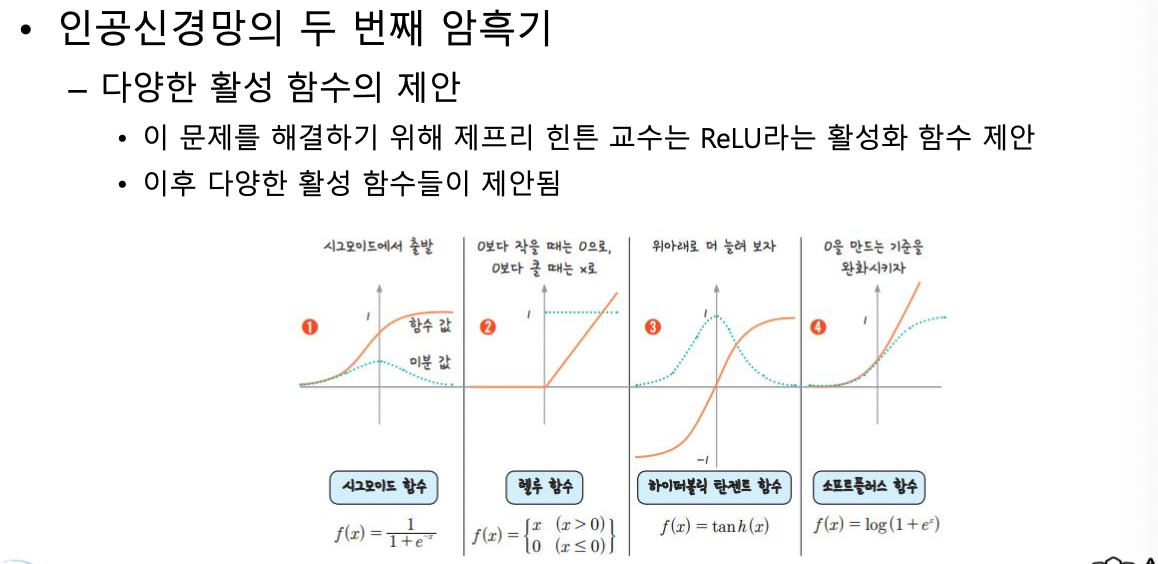 • 인공신경망의 두 번째 암흑기
– 다양한 활성 함수의 제안
• 이 문제를 해결하기 위해 제프리 힌튼 교수는 ReLU라는 활성화 함수 제안
• 이후 다양한 활성 함수들이 제안됨
시그모이드에서 출발
1
함수 값
미분 값
❶
시그모이드 함수
f(x) = 1/(1+e^-x)
0보다 작을 때는 0으로,
0보다 클 때는 x로
1
❷
렐루 함수
f(x) = {x (x>0)
0 (x≤0)}
위아래로 더 늘려 보자
1
❸
-1
하이퍼볼릭 탄젠트 함수
f(x) = tanh(x)
0을 만드는 기준을
완화시키자
1
❹
소프트플러스 함수
f(x) = log(1+e^x)